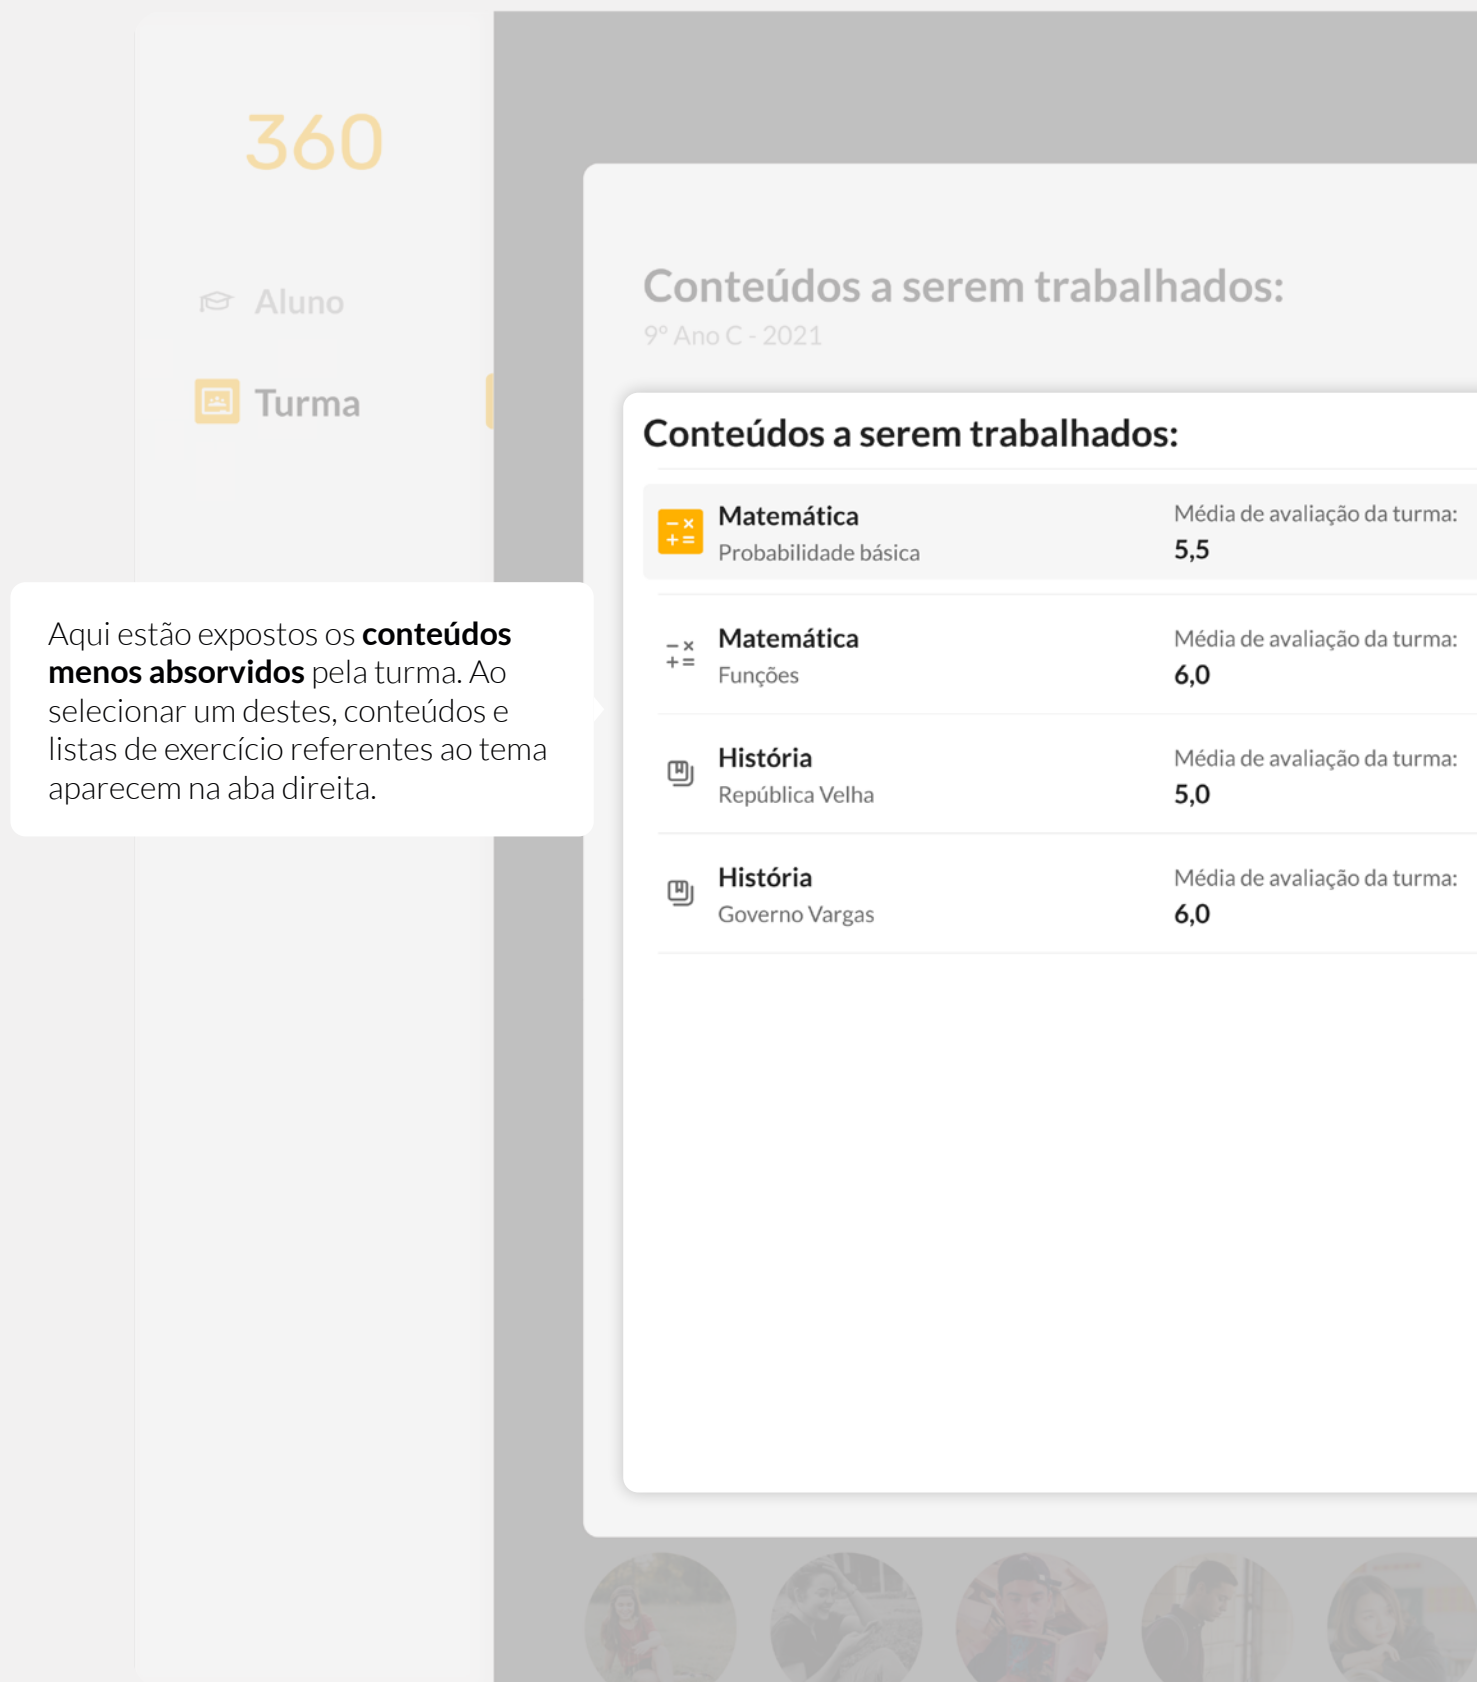 360
Aluno
Turma
Conteúdos a serem trabalhados:
9º Ano C - 2021
Conteúdos a serem trabalhados:
Matemática
Probabilidade básica
Média de avaliação da turma:
5,5
Matemática
Funções
Média de avaliação da turma:
6,0
História
República Velha
Média de avaliação da turma:
5,0
História
Governo Vargas
Média de avaliação da turma:
6,0
Aqui estão expostos os conteúdos
menos absorvidos pela turma. Ao
selecionar um destes, conteúdos e
listas de exercício referentes ao tema
aparecem na aba direita.